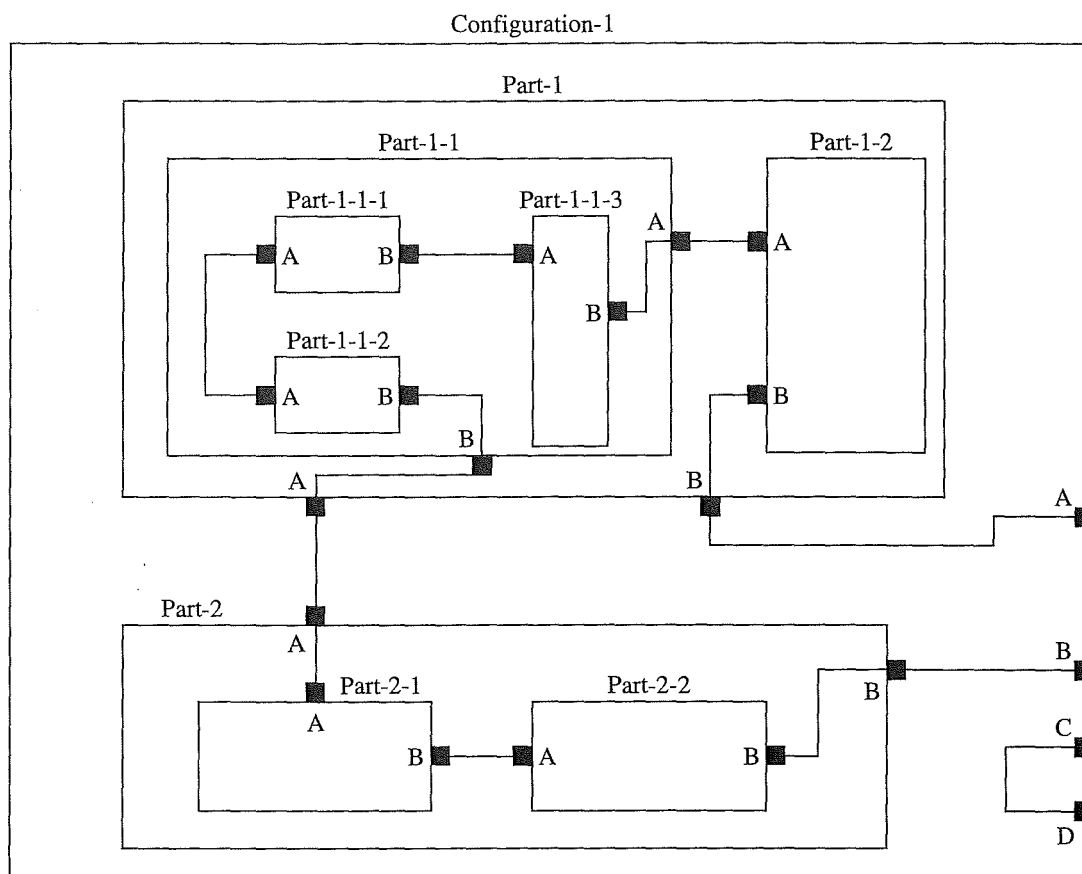 Configuration-1
Part-1
Part-1-1
Part-1-2
Part-1-1-1
Part-1-1-3
A
A
B
A
A
B
Part-1-1-2
A
B
B
B
A
B
A
Part-2
A
B
Part-2-1
Part-2-2
B
A
C
B
A
B
D